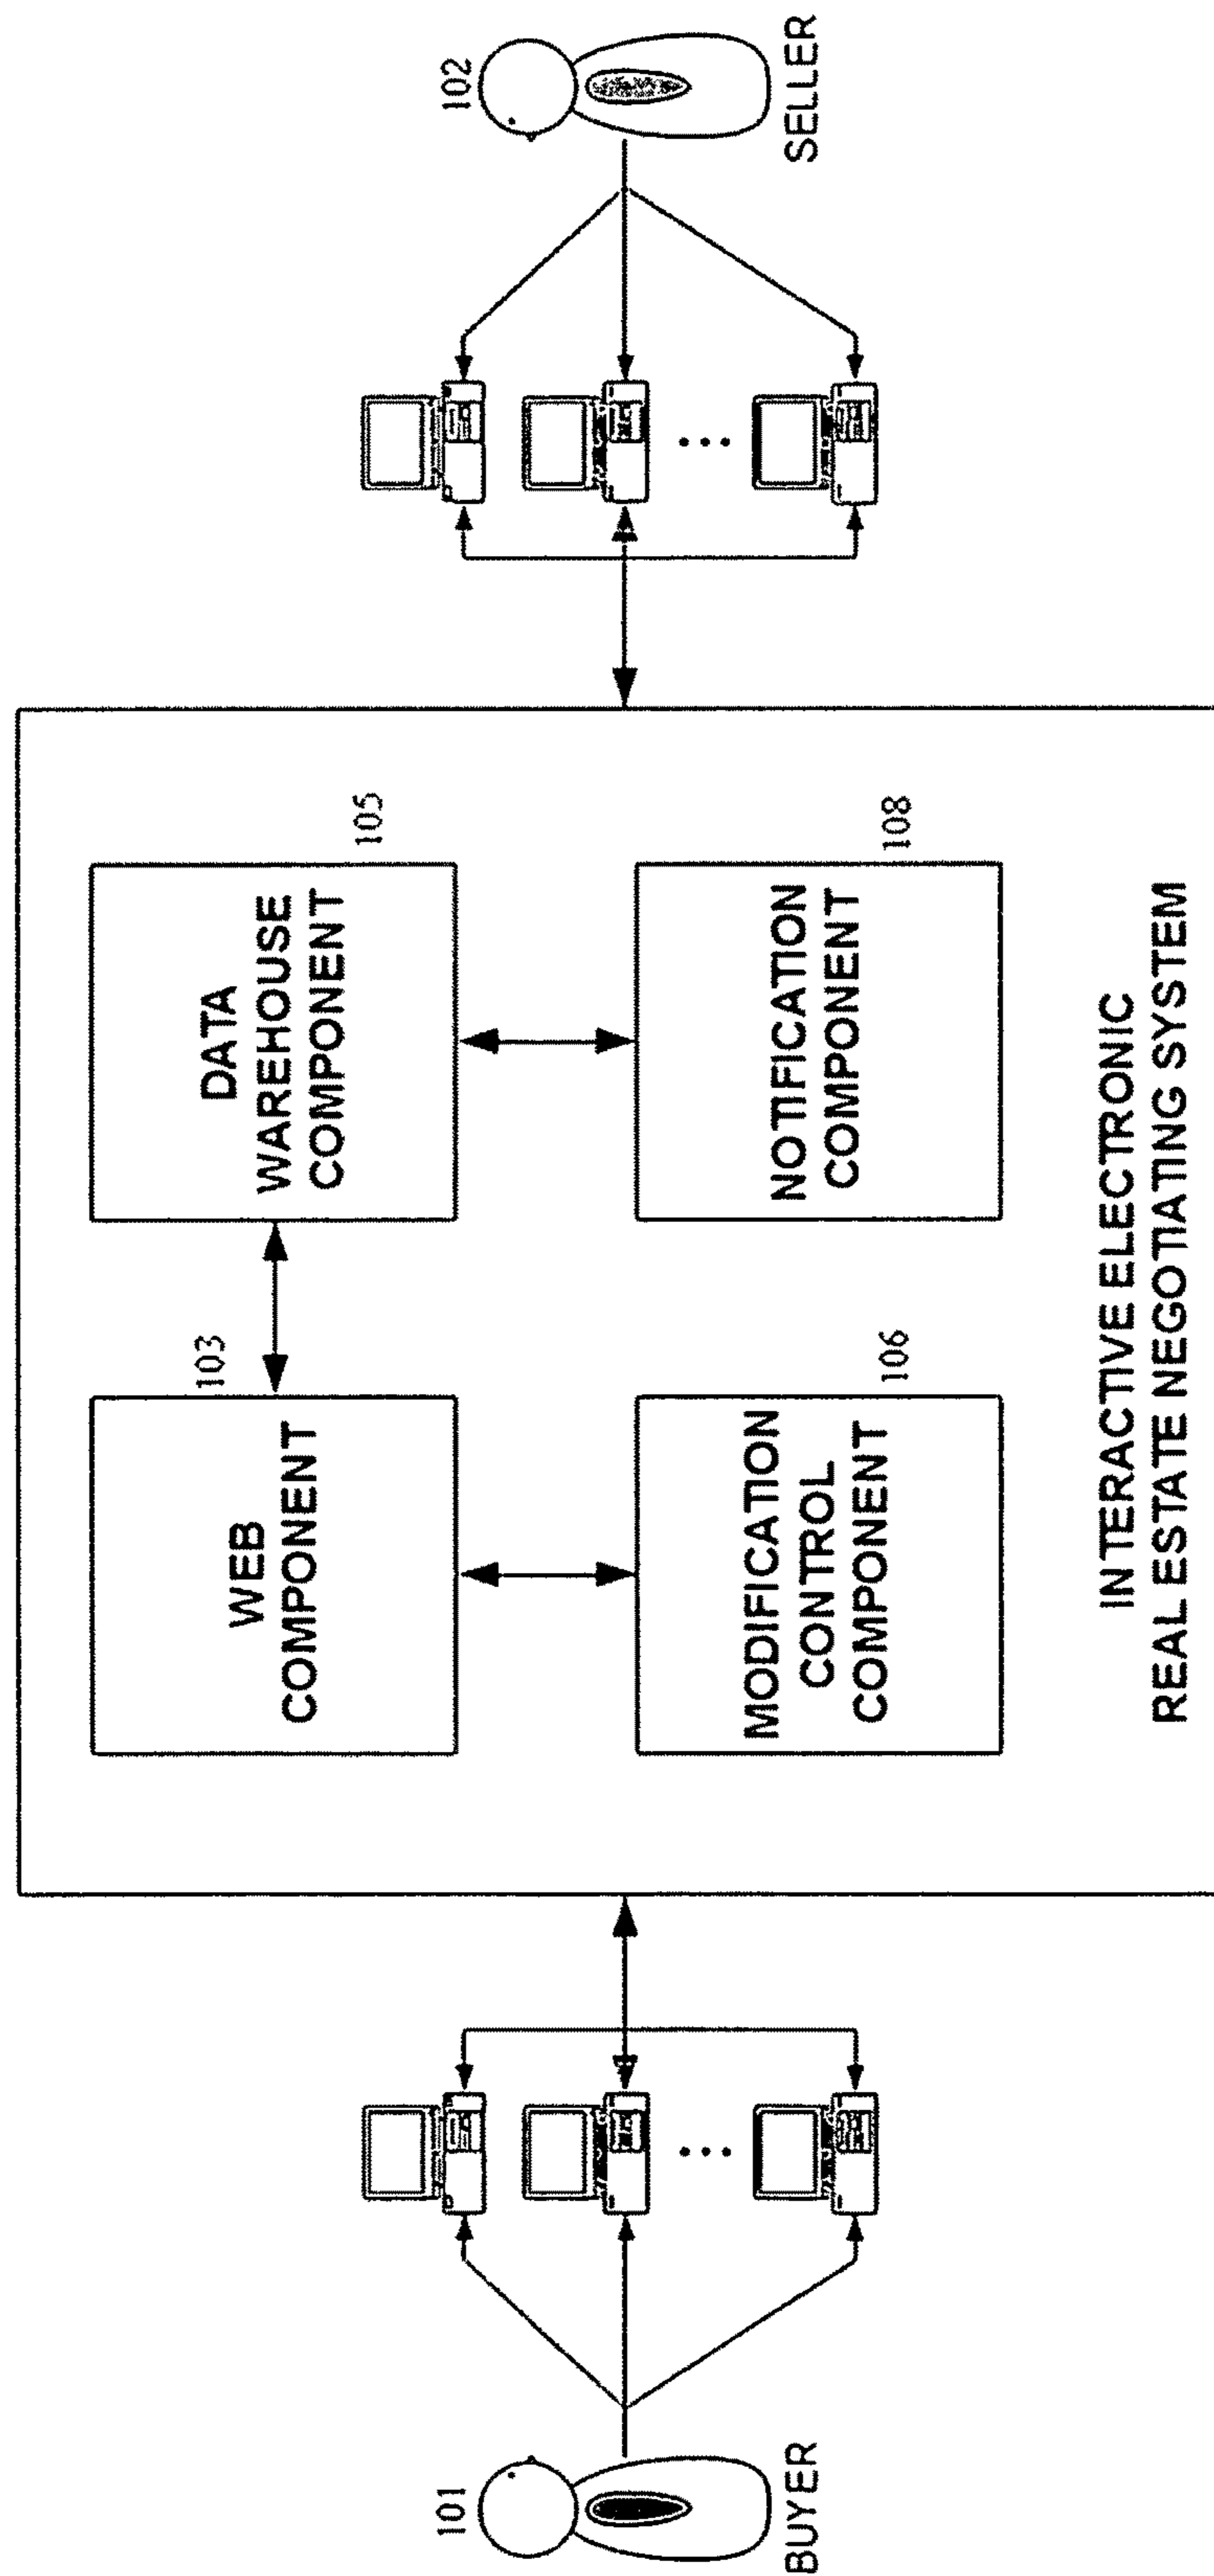 101
BUYER
103
WEB
COMPONENT
105
DATA
WAREHOUSE
COMPONENT
MODIFICATION
CONTROL
COMPONENT
106
NOTIFICATION
COMPONENT
108
INTERACTIVE ELECTRONIC
REAL ESTATE NEGOTIATING SYSTEM
102
SELLER